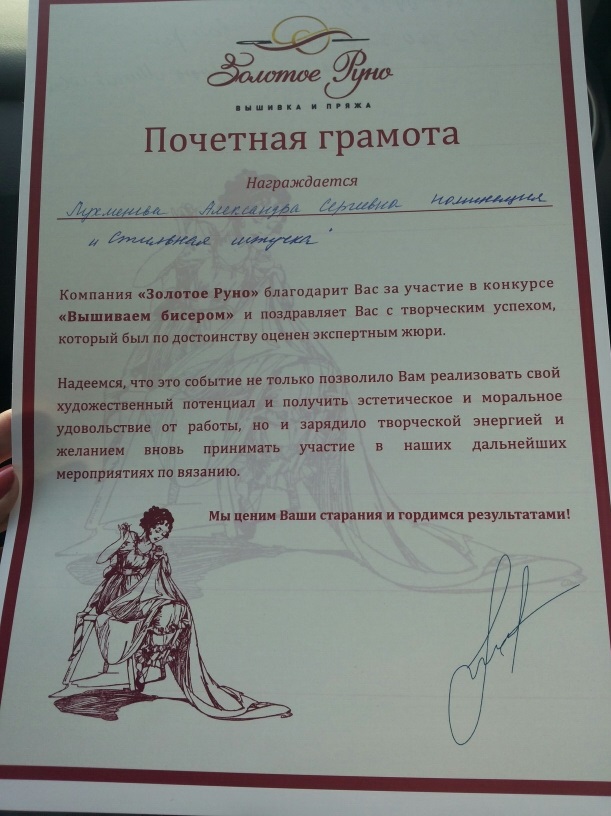 Золотое Руно
ВЫШИВКА И ПРЯЖА
Почетная грамота
Награждается
Александра Сергиевна номинация
"Стильная штучка"
Компания «Золотое Руно» благодарит Вас за участие в конкурсе
«Вышиваем бисером» и поздравляет Вас с творческим успехом,
который был по достоинству оценен экспертным жюри.
Надеемся, что это событие не только позволило Вам реализовать свой
художественный потенциал и получить эстетическое и моральное
удовольствие от работы, но и зарядило творческой энергией и
желанием вновь принимать участие в наших дальнейших
мероприятиях по вязанию.
Мы ценим Ваши старания и гордимся результатами!